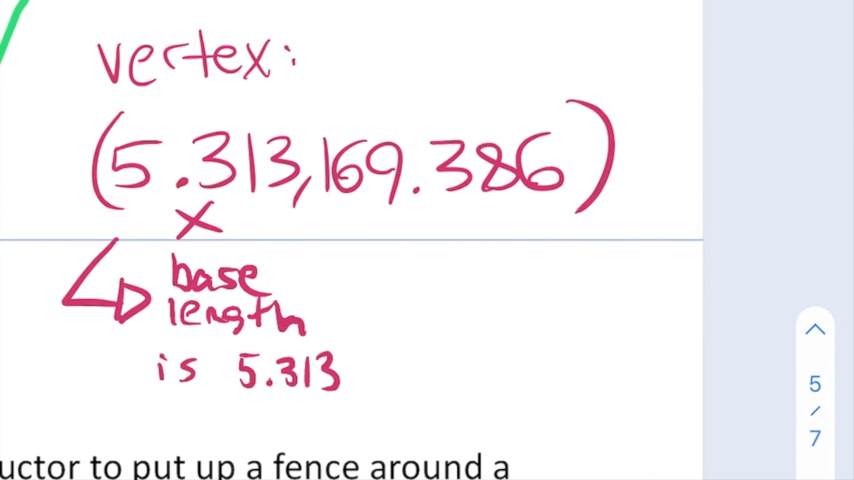 vertex:
(5.313,169.386)
x
base
length
is 5.313
uctor to put up a fence around a
5
/
7